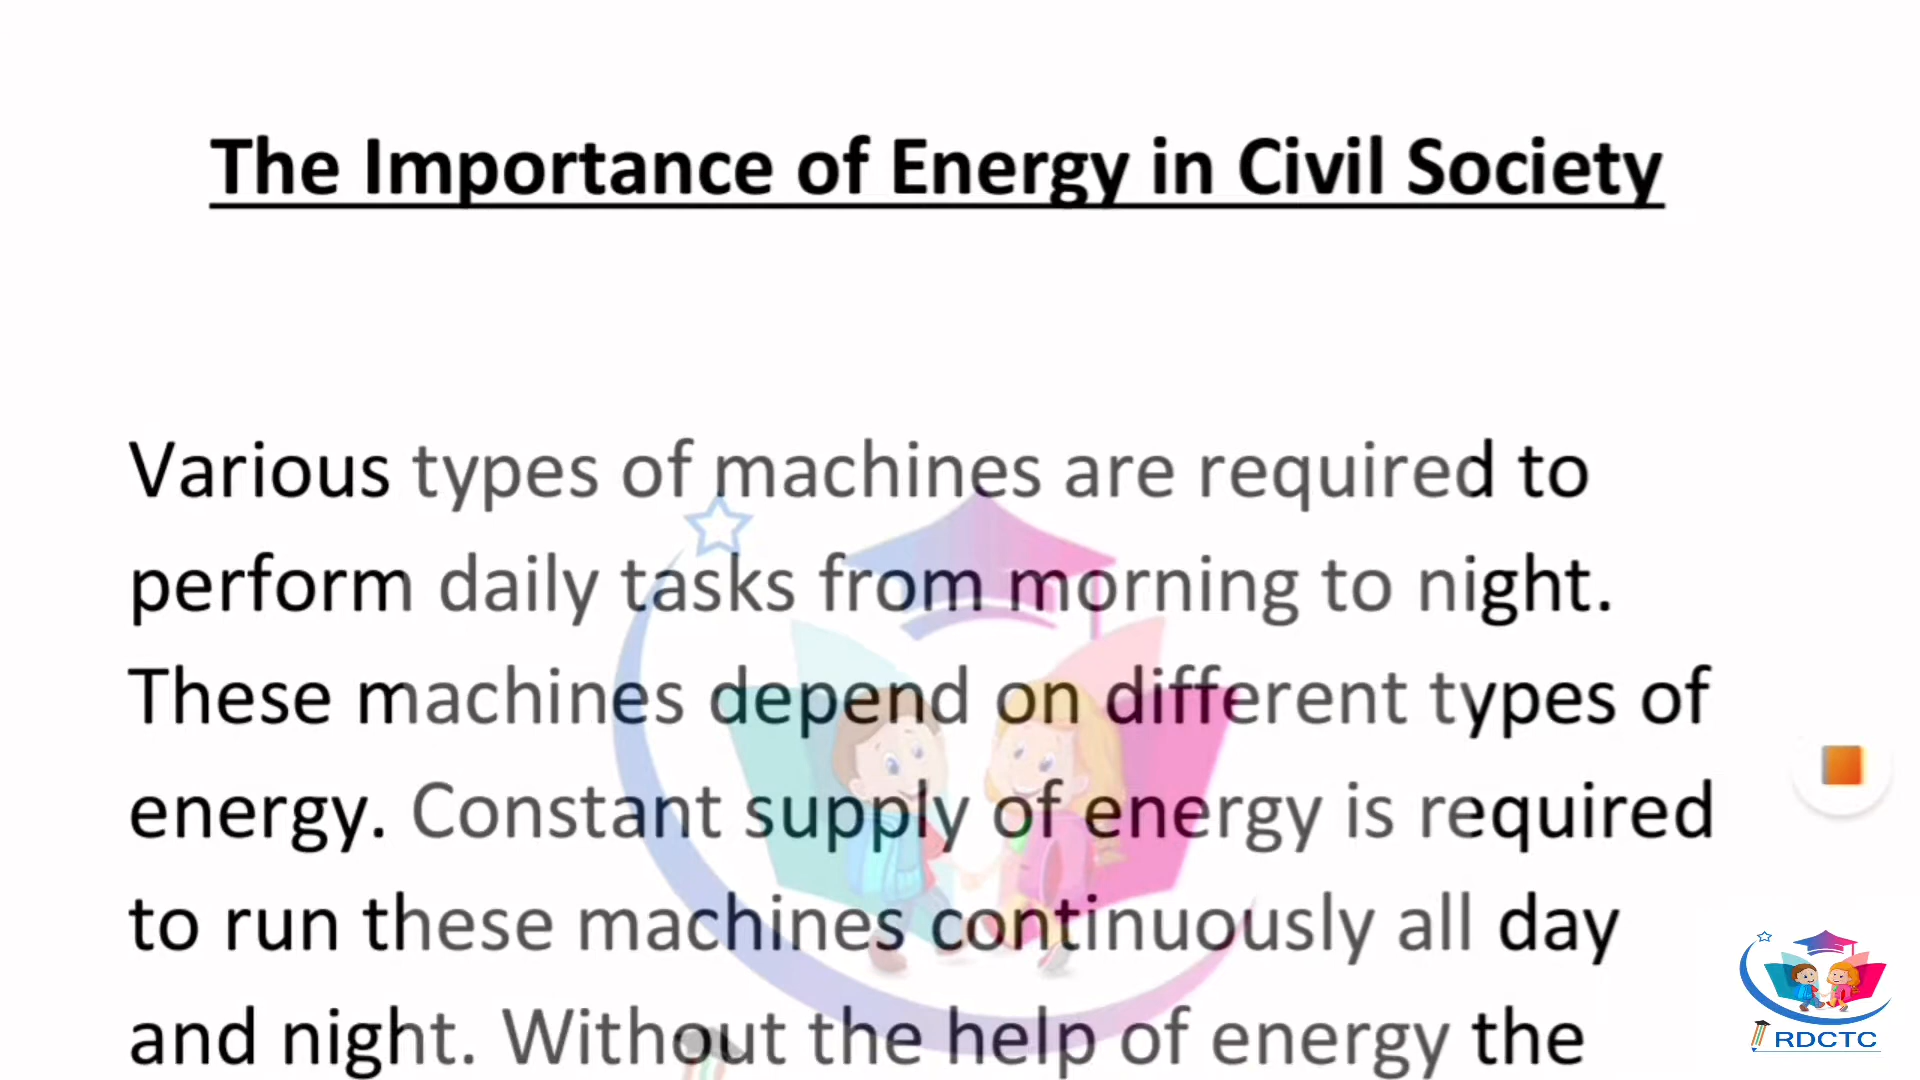 The Importance of Energy in Civil Society
Various types of machines are required to
perform daily tasks from morning to night.
These machines depend on different types of
energy. Constant supply of energy is required
to run these machines continuously all day
and night. Without the help of energy the
RDCTC